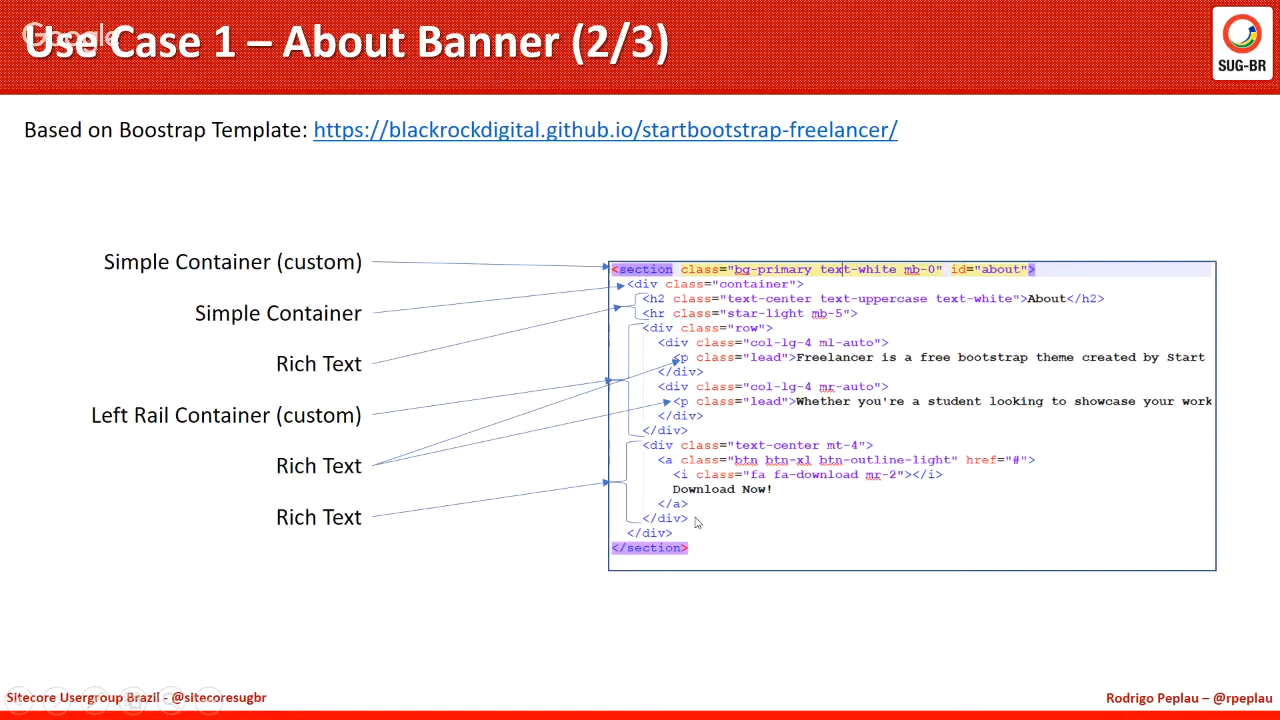 Use Case 1 – About Banner (2/3)
Google
SUG-BR
Based on Boostrap Template: https://blackrockdigital.github.io/startbootstrap-freelancer/
Simple Container (custom)
Simple Container
Rich Text
Left Rail Container (custom)
Rich Text
Rich Text
<section class="bg-primary text-white mb-0" id="about">
<div class="container">
<h2 class="text-center text-uppercase text-white">About</h2>
<hr class="star-light mb-5">
<div class="row">
<div class="col-lg-4 ml-auto">
<p class="lead">Freelancer is a free bootstrap theme created by Start
</div>
<div class="col-lg-4 mr-auto">
<p class="lead">Whether you're a student looking to showcase your work
</div>
</div>
<div class="text-center mt-4">
<a class="btn btn-xl btn-outline-light" href="#">
<i class="fa fa-download mr-2"></i>
Download Now!
</a>
</div>
</div>
</section>
Sitecore Usergroup Brazil - @sitecoresugbr
Rodrigo Peplau – @rpeplau